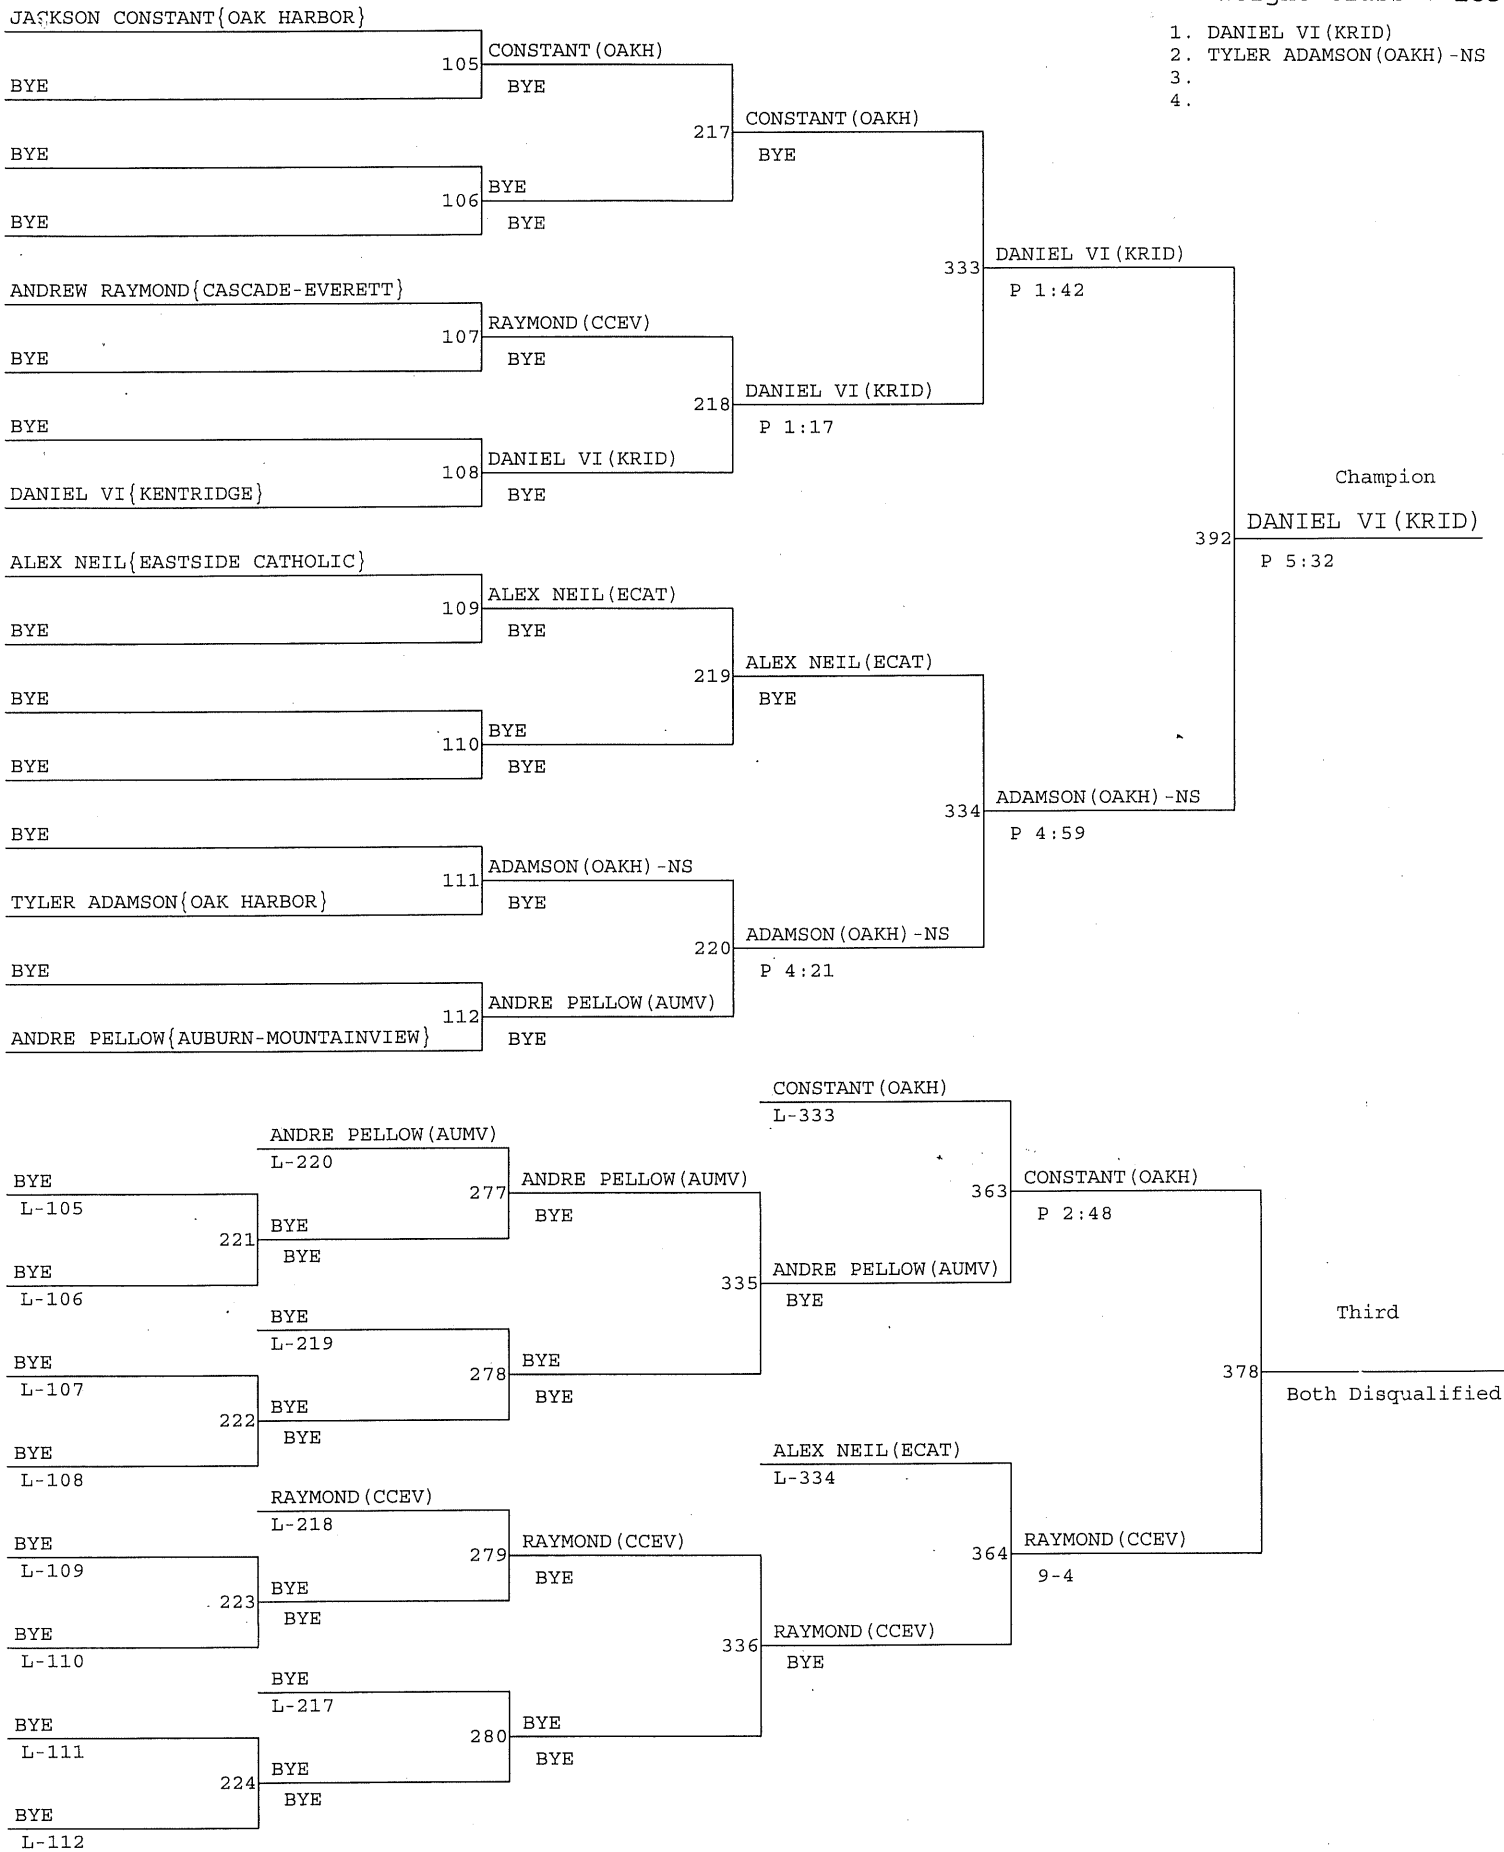 1. DANIEL VI(KRID)
2. TYLER ADAMSON(OAKH)-NS
3.
4.
JACKSON CONSTANT{OAK HARBOR}
105
BYE
CONSTANT(OAKH)
BYE
217
BYE
106
BYE
BYE
BYE
CONSTANT(OAKH)
BYE
333
ANDREW RAYMOND{CASCADE-EVERETT}
107
BYE
RAYMOND(CCEV)
BYE
218
BYE
108
DANIEL VI{KENTRIDGE}
DANIEL VI(KRID)
BYE
DANIEL VI(KRID)
P 1:17
DANIEL VI(KRID)
P 1:42
392
Champion
DANIEL VI(KRID)
P 5:32
ALEX NEIL{EASTSIDE CATHOLIC}
109
BYE
ALEX NEIL(ECAT)
BYE
219
BYE
110
BYE
BYE
BYE
ALEX NEIL(ECAT)
BYE
334
BYE
111
TYLER ADAMSON{OAK HARBOR}
ADAMSON(OAKH)-NS
BYE
220
BYE
112
ANDRE PELLOW{AUBURN-MOUNTAINVIEW}
ANDRE PELLOW(AUMV)
BYE
ADAMSON(OAKH)-NS
P 4:21
ADAMSON(OAKH)-NS
P 4:59
CONSTANT(OAKH)
L-333
ANDRE PELLOW(AUMV)
L-220
277
BYE
L-105
221
BYE
L-106
BYE
BYE
ANDRE PELLOW(AUMV)
BYE
335
BYE
L-219
278
BYE
L-107
222
BYE
L-108
BYE
BYE
BYE
BYE
ANDRE PELLOW(AUMV)
BYE
363
CONSTANT(OAKH)
P 2:48
378
Third
Both Disqualified
ALEX NEIL(ECAT)
L-334
RAYMOND(CCEV)
L-218
279
BYE
L-109
223
BYE
L-110
BYE
BYE
RAYMOND(CCEV)
BYE
336
BYE
L-217
280
BYE
L-111
224
BYE
L-112
BYE
BYE
BYE
BYE
RAYMOND(CCEV)
BYE
364
RAYMOND(CCEV)
9-4